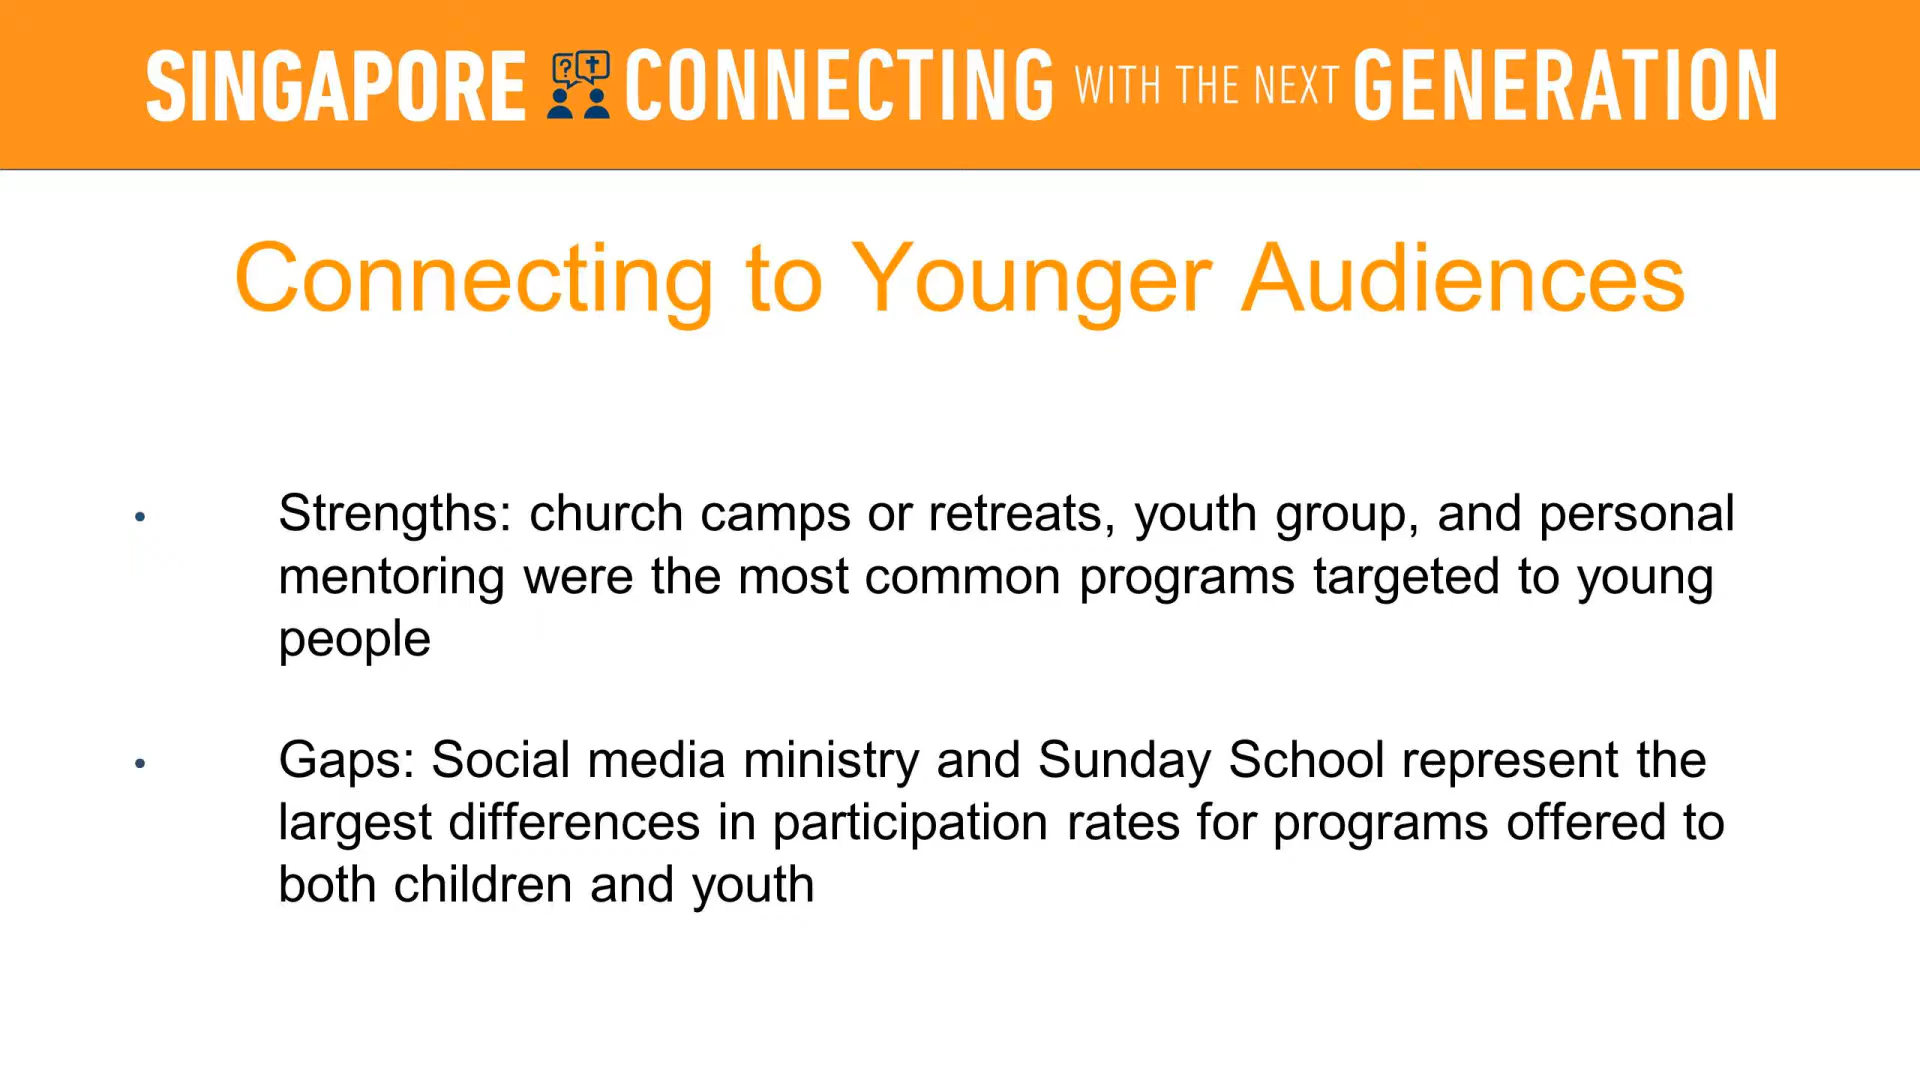 SINGAPORE CONNECTING WITH THE NEXT GENERATION
Connecting to Younger Audiences
• Strengths: church camps or retreats, youth group, and personal
mentoring were the most common programs targeted to young
people
• Gaps: Social media ministry and Sunday School represent the
largest differences in participation rates for programs offered to
both children and youth